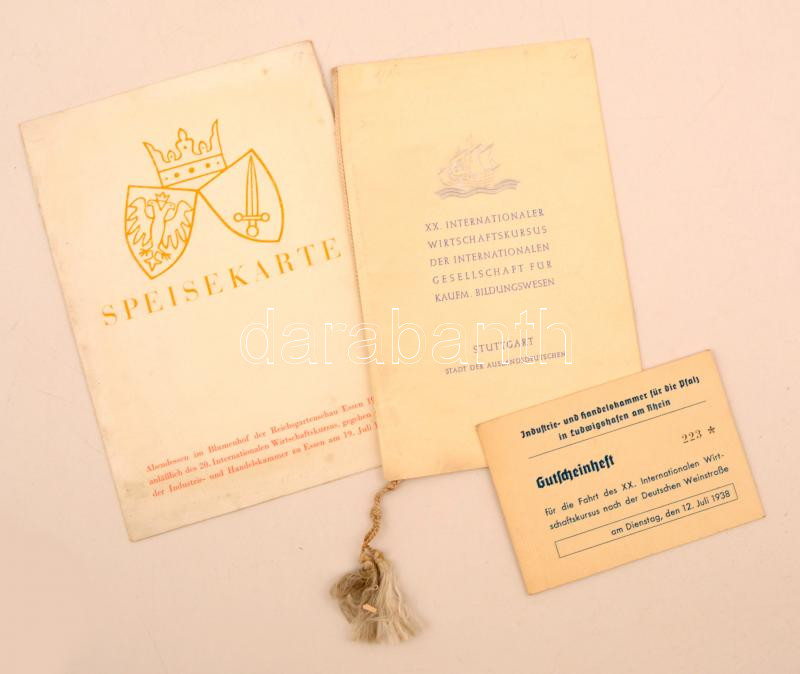 SPEISEKARTE
Abendessen im Blumenhof der Reichsgartenschau Essen 19
anläßlich des 20. Internationalen Wirtschaftskursus, gegeben
der Industrie- und Handelskammer zu Essen am 19. Juli 1
XX. INTERNATIONALER
WIRTSCHAFTSKURSUS
DER INTERNATIONALEN
GESELLSCHAFT FÜR
KAUFM. BILDUNGSWESEN
STUTTGART
STADT DER AUSLANDSDEUTSCHEN
Industrie- und Handelskammer für die Pfalz
in Ludwigshafen am Rhein
223 *
Gutscheinheft
für die Fahrt des XX. Internationalen Wirt-
schaftskursus nach der Deutschen Weinstraße
am Dienstag, den 12. Juli 1938
darabanth